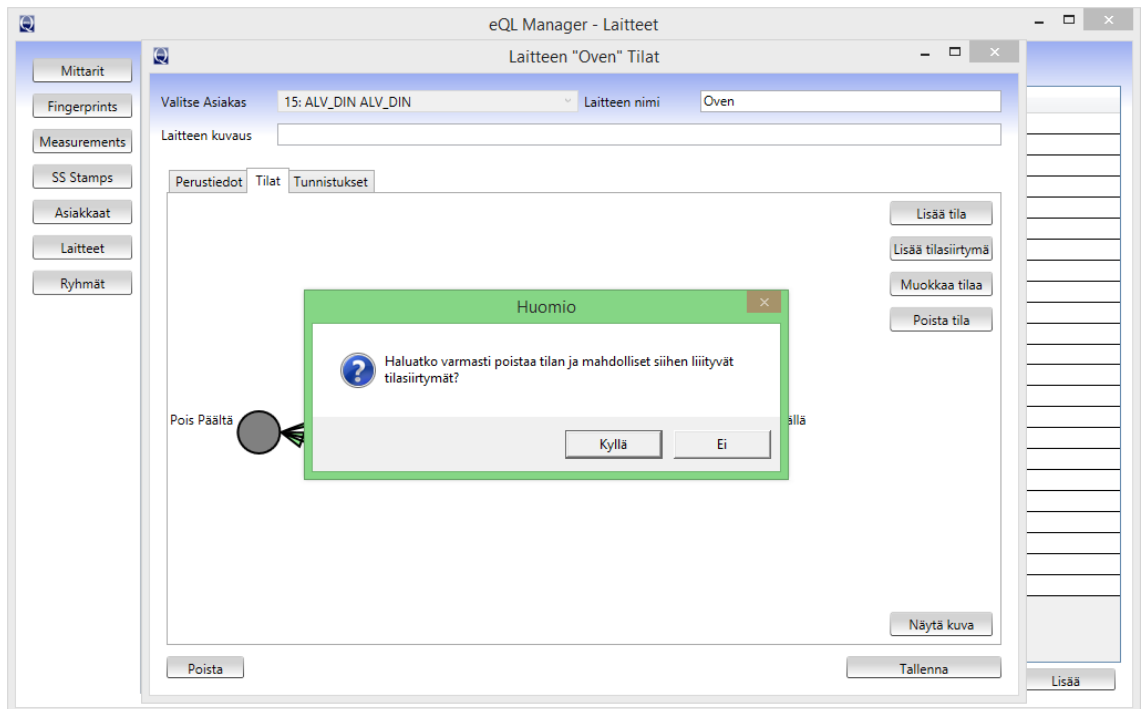 eQL Manager - Laitteet
Laitteen "Oven" Tilat
Mittarit
Fingerprints
Measurements
SS Stamps
Asiakkaat
Laitteet
Ryhmät
Valitse Asiakas 15: ALV_DIN ALV_DIN Laitteen nimi Oven
Laitteen kuvaus
Perustiedot Tilat Tunnistukset
Lisää tila
Lisää tilasiirtymä
Muokkaa tilaa
Poista tila
Huomio
Haluatko varmasti poistaa tilan ja mahdolliset siihen liiityvät
tilasiirtymät?
Kyllä Ei
Pois Päältä
Näytä kuva
Poista Tallenna
Lisää